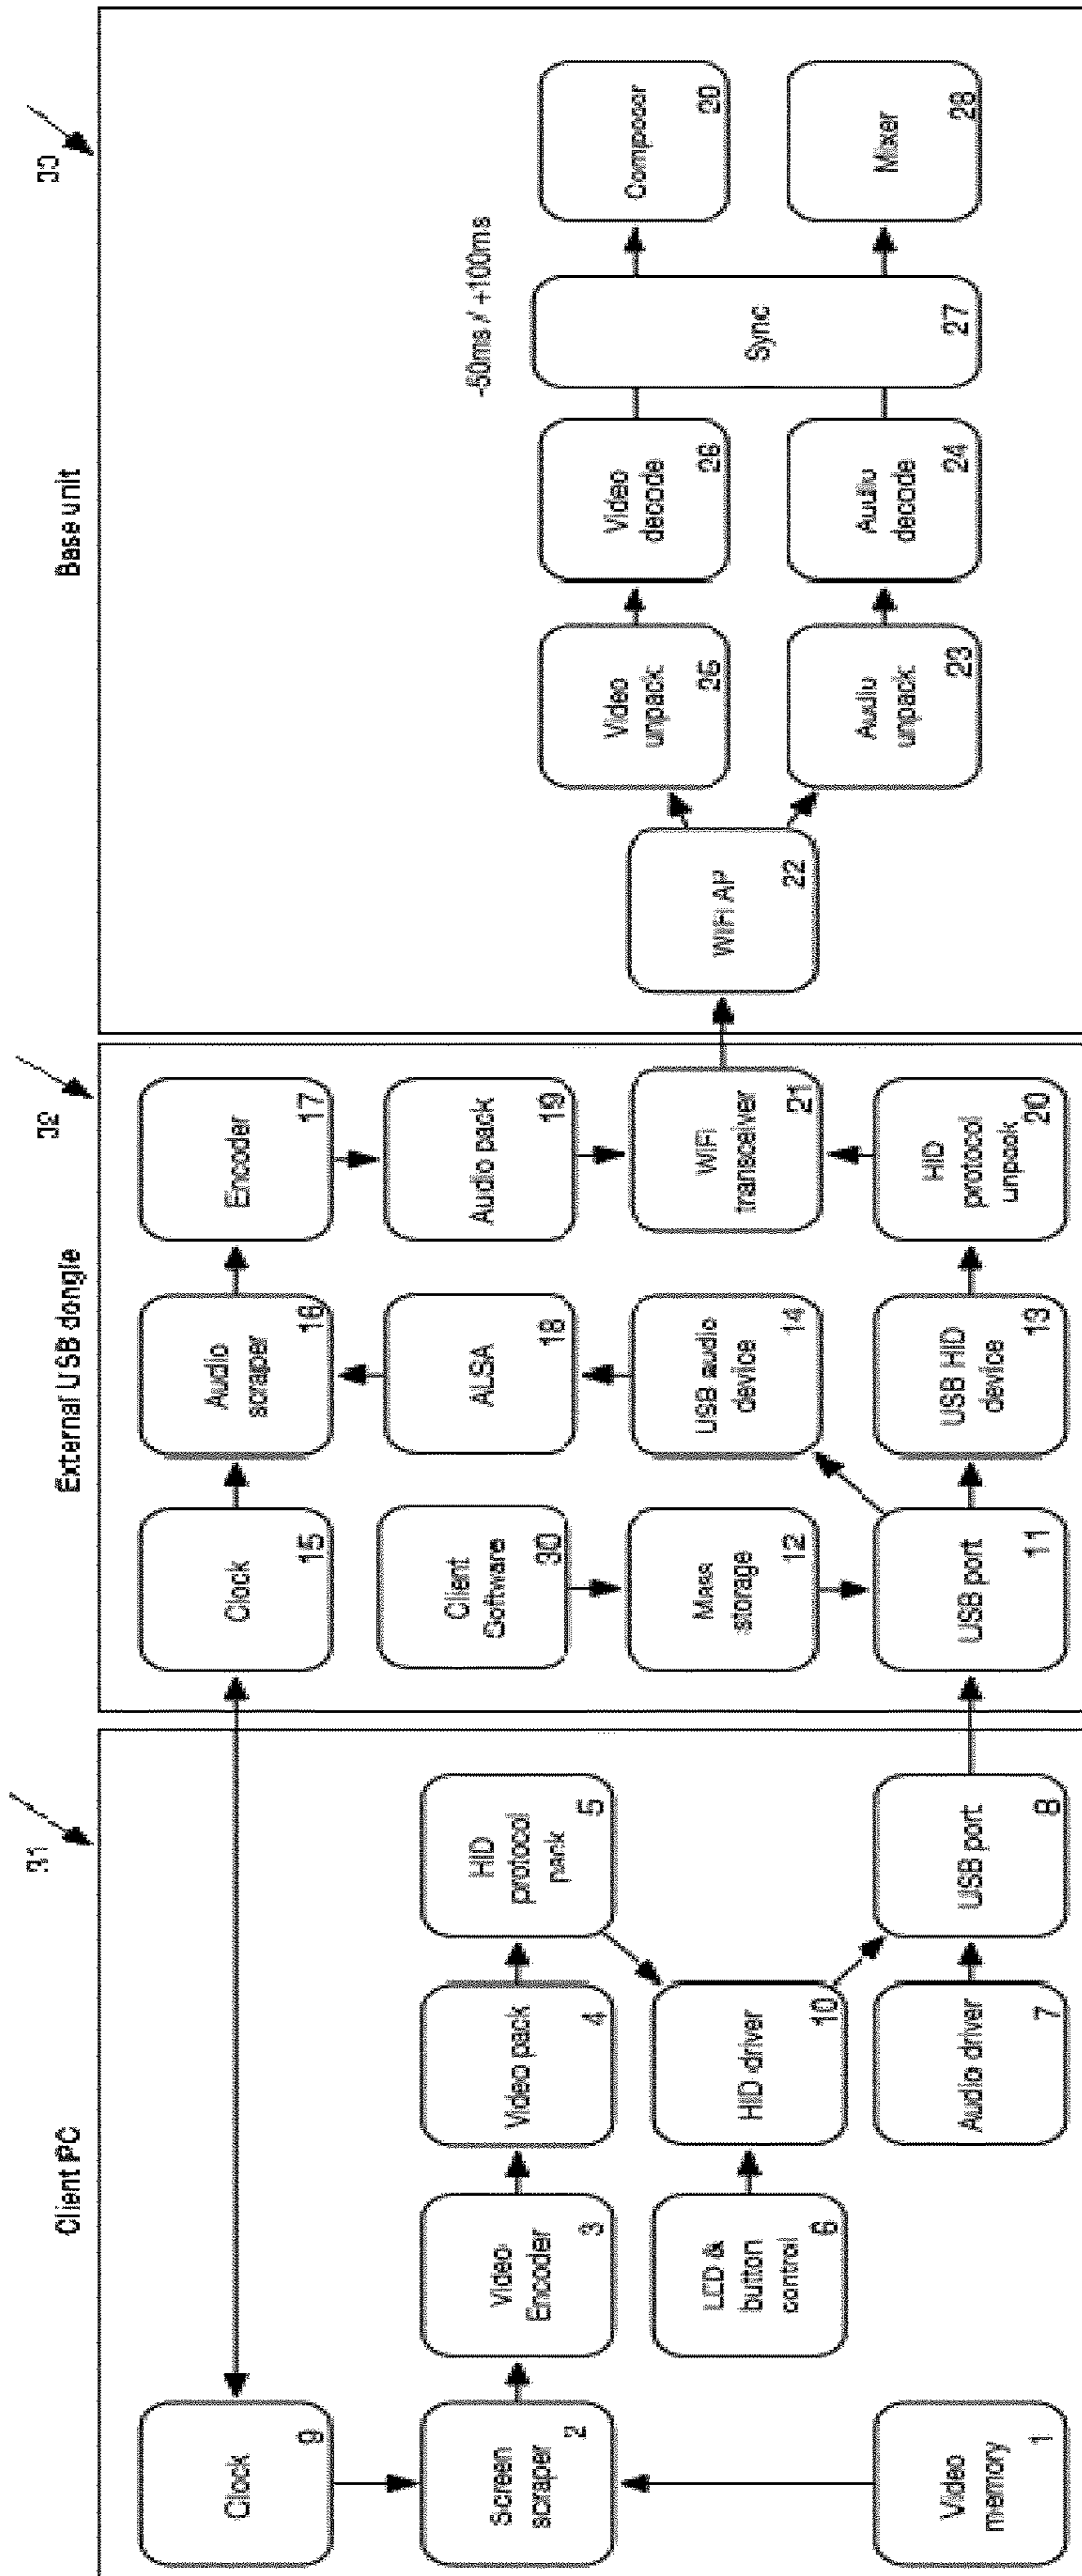 Client PC
31
Clock
9
Screen
scraper
2
Video
memory
1
Video
Encoder
3
LCD &
button
control
6
Video pack
4
HID driver
10
Audio driver
7
HID
protocol
pack
5
USB port
8
External USB dongle
32
Clock
15
Client
Software
30
Mass
storage
12
USB port
11
Audio
scraper
16
ALSA
18
USB audio
device
14
USB HID
device
13
Encoder
17
Audio pack
19
WiFi
transceiver
21
HID
protocol
unpack
20
Base unit
33
WiFi AP
22
Video
unpack
25
Audio
unpack
23
Video
decode
26
Audio
decode
24
-50ms / +100ms
Sync
27
Composer
Mixer
28